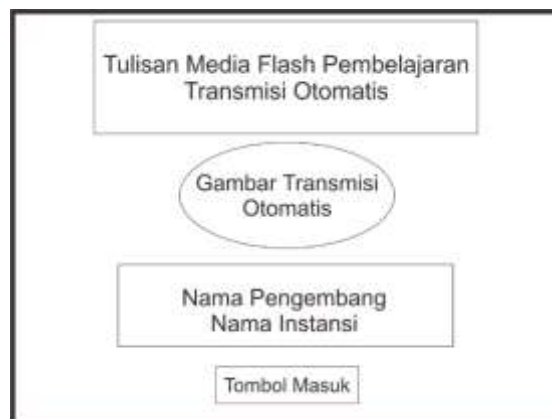 Tulisan Media Flash Pembelajaran
Transmisi Otomatis
Gambar Transmisi
Otomatis
Nama Pengembang
Nama Instansi
Tombol Masuk